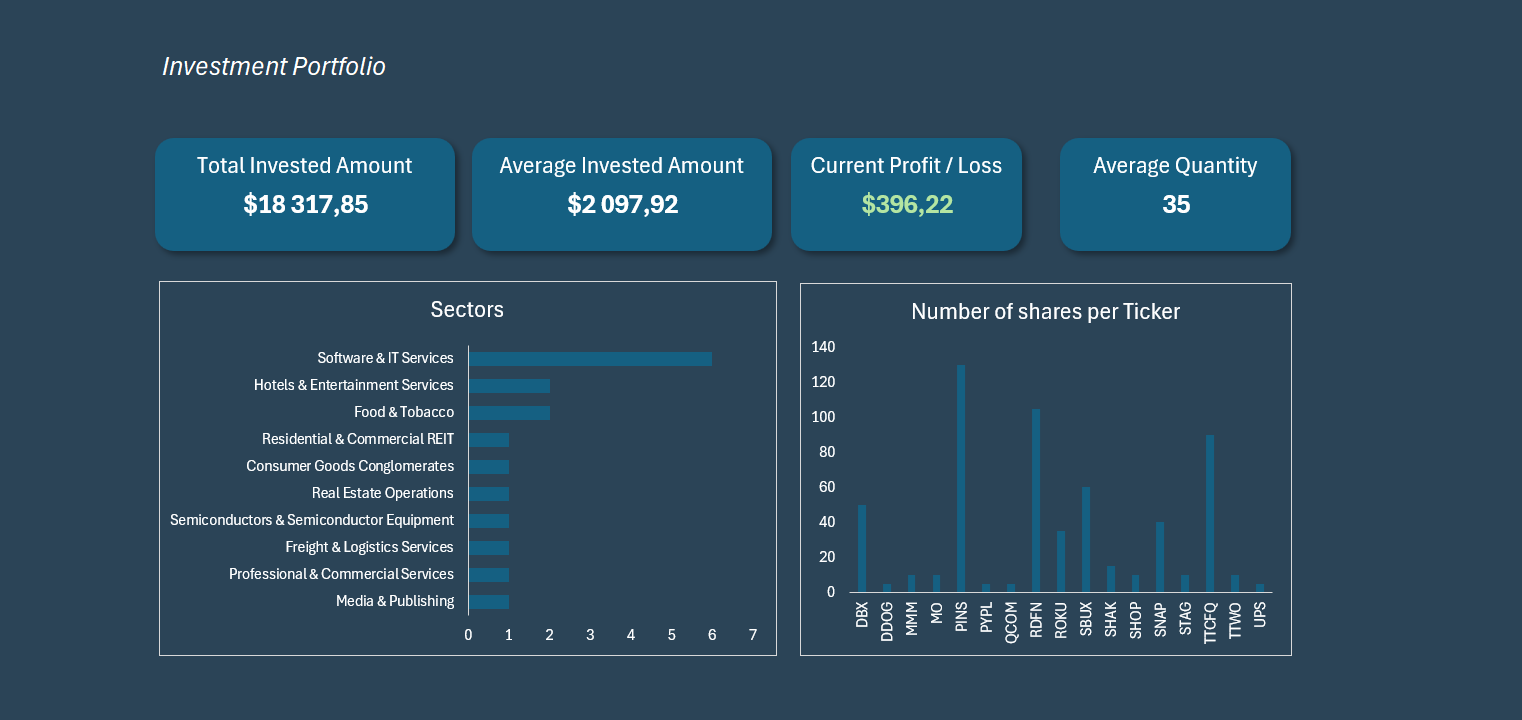 Investment Portfolio
Total Invested Amount
$18 317,85
Average Invested Amount
$2 097,92
Current Profit / Loss
$396,22
Average Quantity
35
Sectors
Software & IT Services
Hotels & Entertainment Services
Food & Tobacco
Residential & Commercial REIT
Consumer Goods Conglomerates
Real Estate Operations
Semiconductors & Semiconductor Equipment
Freight & Logistics Services
Professional & Commercial Services
Media & Publishing
0 1 2 3 4 5 6 7
Number of shares per Ticker
140
120
100
80
60
40
20
0
DBX
DDOG
MMM
MO
PINS
PYPL
QCOM
RDFN
ROKU
SBUX
SHAK
SHOP
SNAP
STAG
TTCFQ
TTWO
UPS